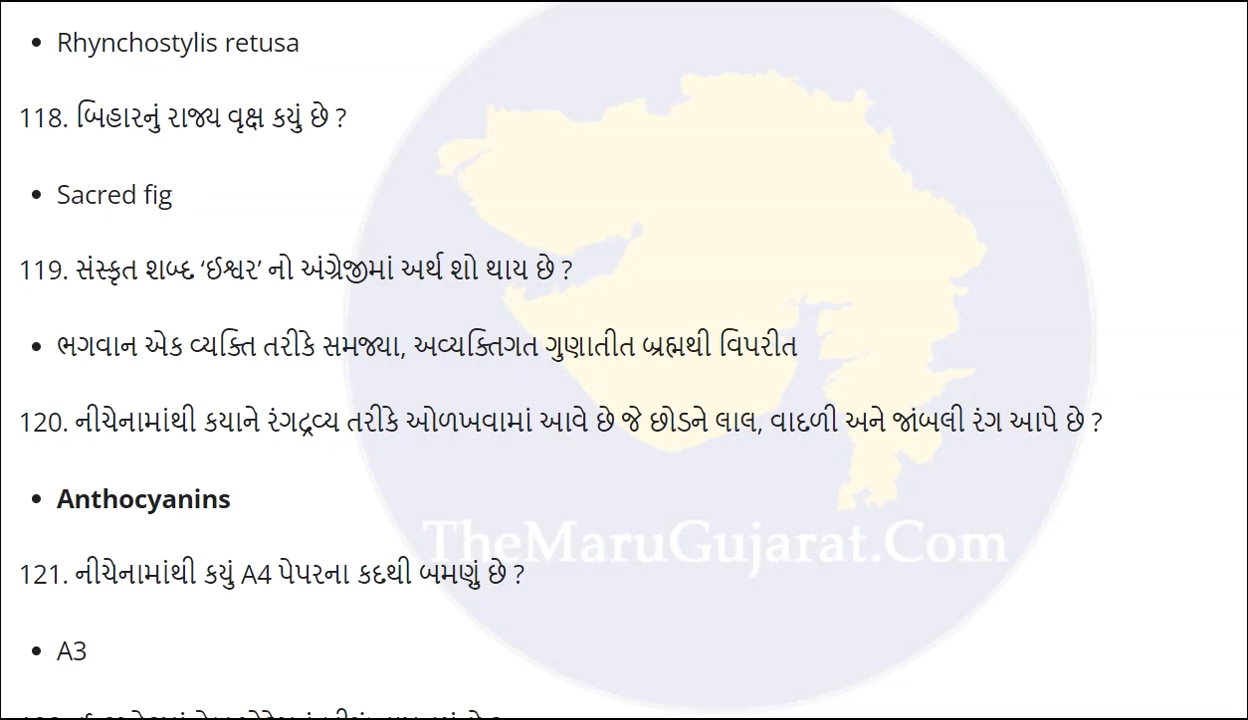 • Rhynchostylis retusa
118. બિહારનું રાજ્ય વૃક્ષ કયું છે ?
• Sacred fig
119. સંસ્કૃત શબ્દ ‘ઈશ્વર’ નો અંગ્રેજીમાં અર્થ શો થાય છે ?
• ભગવાન એક વ્યક્તિ તરીકે સમજ્યા, અવ્યક્તિગત ગુણાતીત બ્રહ્મથી વિપરીત
120. નીચેનામાંથી કયાને રંગદ્રવ્ય તરીકે ઓળખવામાં આવે છે જે છોડને લાલ, વાદળી અને જાંબલી રંગ આપે છે ?
• Anthocyanins
TheMaruGujarat.Com
121. નીચેનામાંથી કયું A4 પેપરના કદથી બમણું છે ?
• A3